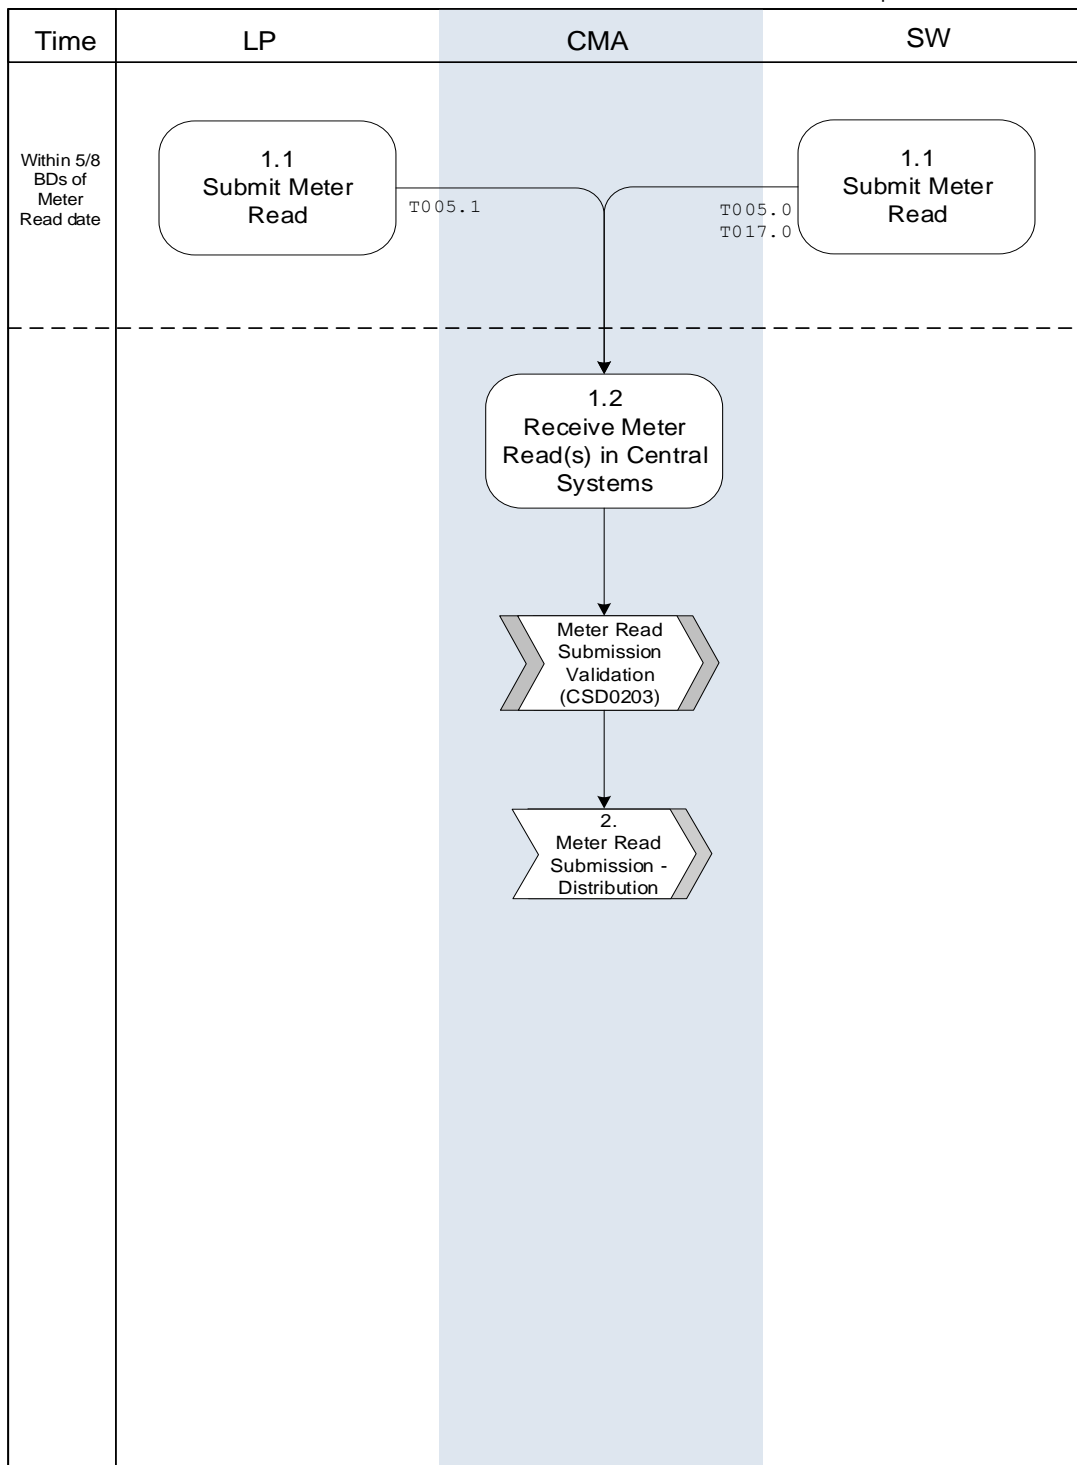 Time
LP
CMA
SW
Within 5/8
BDs of
Meter
Read date
1.1
Submit Meter
Read
T005.1
T005.0
T017.0
1.1
Submit Meter
Read
1.2
Receive Meter
Read(s) in Central
Systems
Meter Read
Submission
Validation
(CSD0203)
2.
Meter Read
Submission -
Distribution